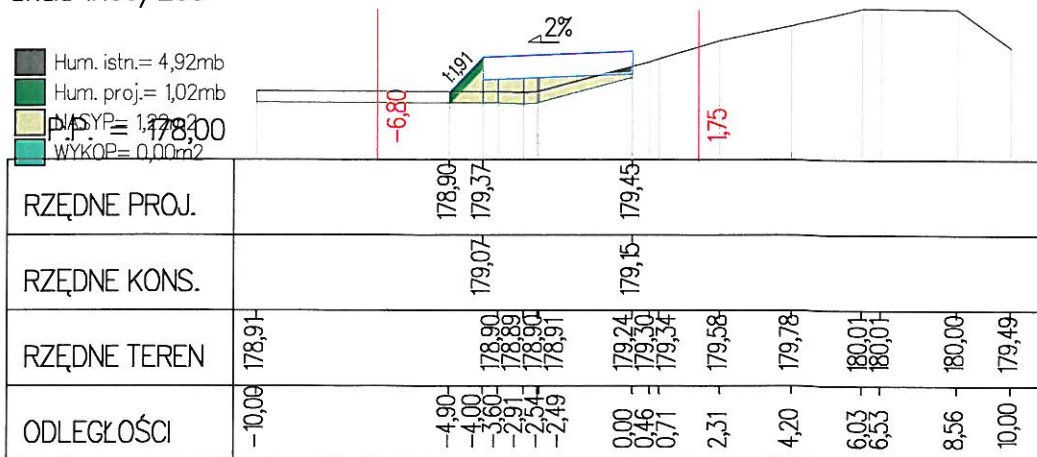 2%
1:1,91
Hum. istn.= 4,92mb
Hum. proj.= 1,02mb
NASYP= 1,22m2
P.P. = 178,00
WYKOP= 0,00m2
-6,80
1,75
RZĘDNE PROJ. 178,90 179,37 179,45
RZĘDNE KONS. 179,07 179,15
RZĘDNE TEREN 178,91 178,90 178,89 178,90 178,91 179,24 179,30 179,34 179,58 179,78 180,01 180,01 180,00 179,49
ODLEGŁOŚCI -10,00 -4,90 -4,00 -3,60 -2,91 -2,54 -2,49 0,00 0,46 0,71 2,31 4,20 6,03 6,53 8,56 10,00